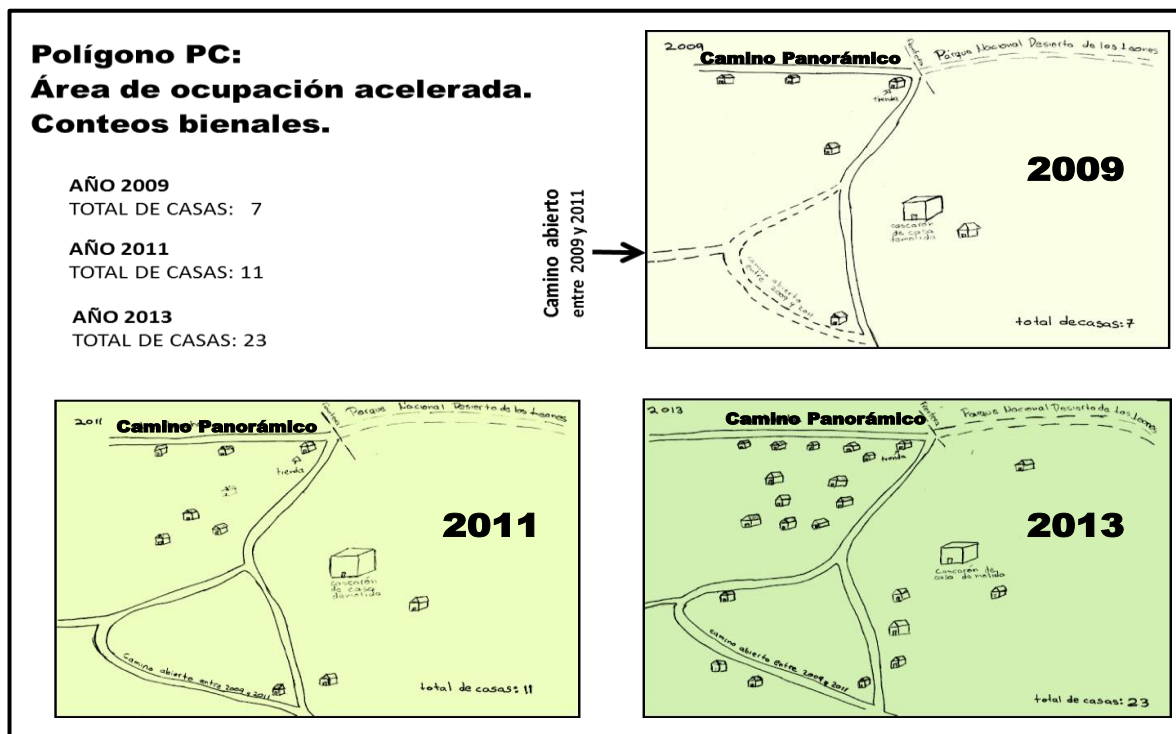 Polígono PC:
Área de ocupación acelerada.
Conteos bienales.
AÑO 2009
TOTAL DE CASAS: 7
AÑO 2011
TOTAL DE CASAS: 11
AÑO 2013
TOTAL DE CASAS: 23
Camino abierto
entre 2009 y 2011
2009
Camino Panorámico
Parque Nacional Desierto de los Leones
tienda
2009
cascarón
de casa
demolida
camino abierto
entre 2009 y 2011
total de casas: 7
2011
Camino Panorámico
Parque Nacional Desierto de los Leones
tienda
2011
cascarón
de casa
demolida
Camino abierto entre 2009 y 2011
total de casas: 11
2013
Camino Panorámico
Parque Nacional Desierto de los Leones
tienda
2013
Cascarón de
casa demolida
camino abierto entre 2009 y 2011
total de casas: 23